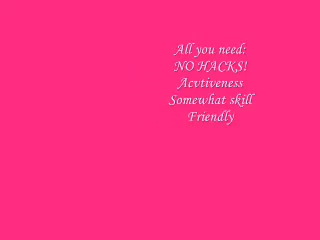 All you need:
NO HACKS!
Acvtiveness
Somewhat skill
Friendly